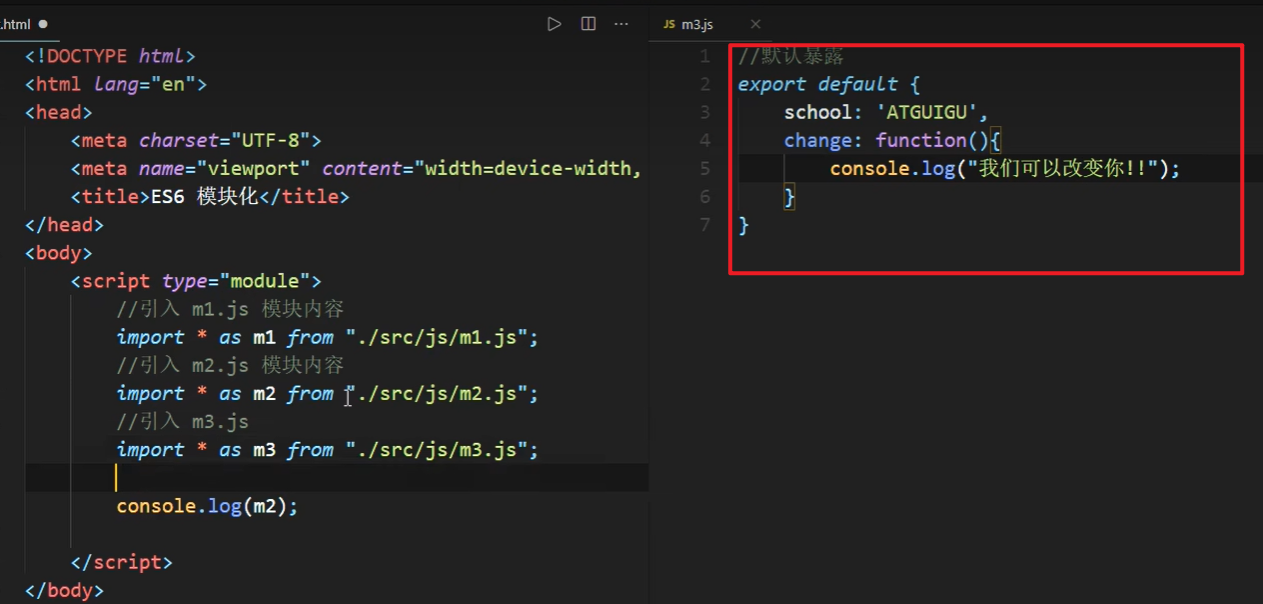 .html ●
<!DOCTYPE html>
<html lang="en">
<head>
<meta charset="UTF-8">
<meta name="viewport" content="width=device-width,
<title>ES6 模块化</title>
</head>
<body>
<script type="module">
//引入 m1.js 模块内容
import * as m1 from "./src/js/m1.js";
//引入 m2.js 模块内容
import * as m2 from "./src/js/m2.js";
//引入 m3.js
import * as m3 from "./src/js/m3.js";
console.log(m2);
</script>
</body>
JS m3.js
1 //默认暴露
2 export default {
3 school: 'ATGUIGU',
4 change: function(){
5 console.log("我们可以改变你!!");
6 }
7 }